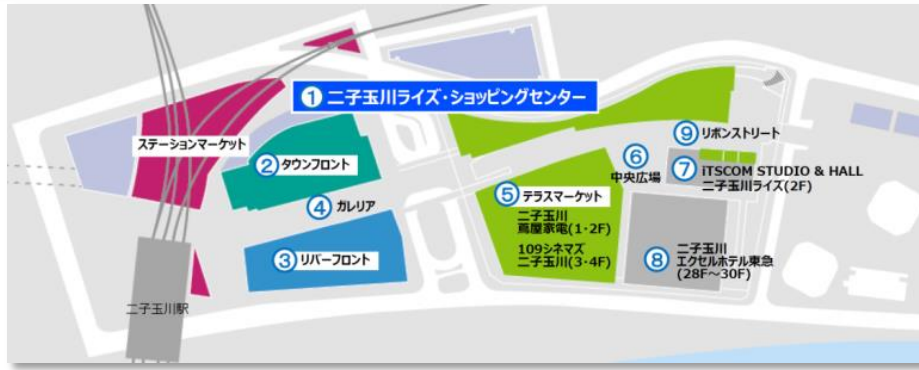 ① 二子玉川ライズ・ショッピングセンター
ステーションマーケット
② タウンフロント
④ ガレリア
③ リバーフロント
二子玉川駅
⑤ テラスマーケット
二子玉川
蔦屋家電(1・2F)
109シネマズ
二子玉川(3・4F)
⑥
中央広場
⑨ リボンストリート
⑦ iTSCOM STUDIO & HALL
二子玉川ライズ(2F)
⑧ 二子玉川
エクセルホテル東急
(28F～30F)